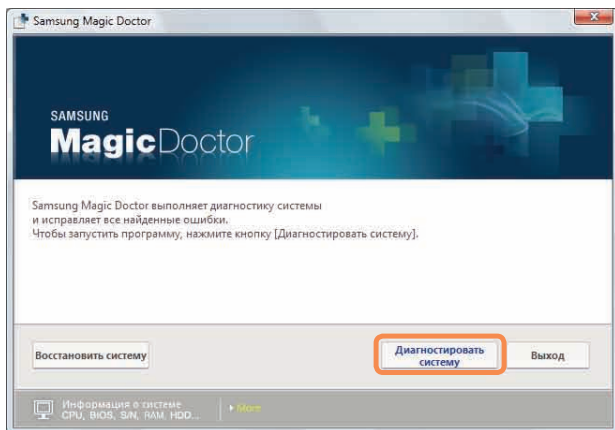 Samsung Magic Doctor
SAMSUNG
MagicDoctor
Samsung Magic Doctor выполняет диагностику системы
и исправляет все найденные ошибки.
Чтобы запустить программу, нажмите кнопку [Диагностировать систему].
Восстановить систему
Диагностировать
систему
Выход
Информация о системе
CPU, BIOS, S/N, RAM, HDD...
More